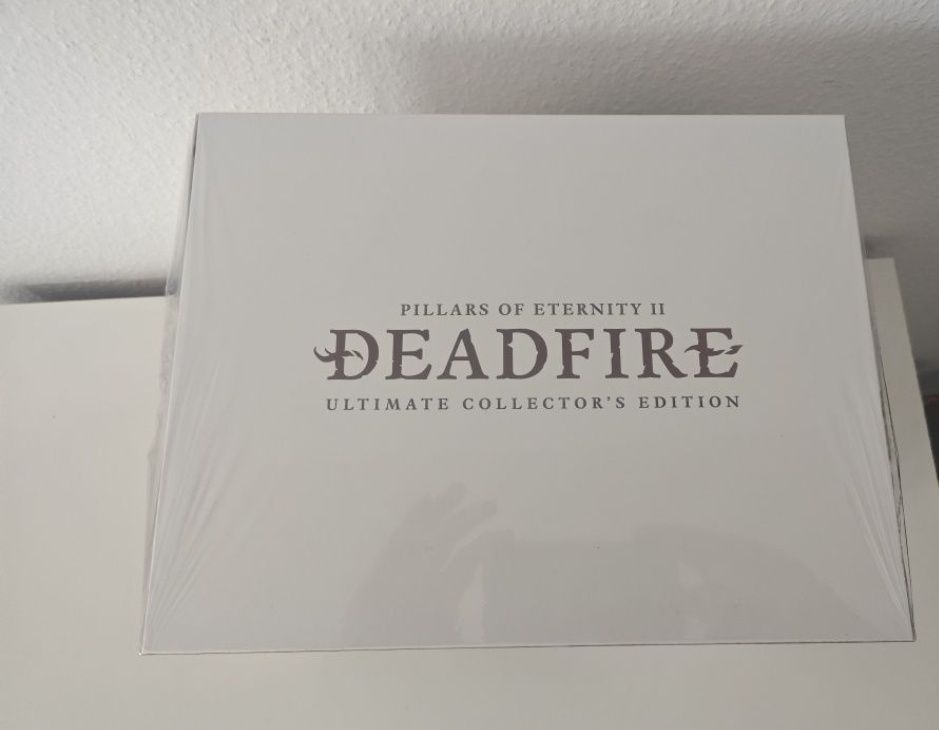 PILLARS OF ETERNITY II
DEADFIRE
ULTIMATE COLLECTOR'S EDITION